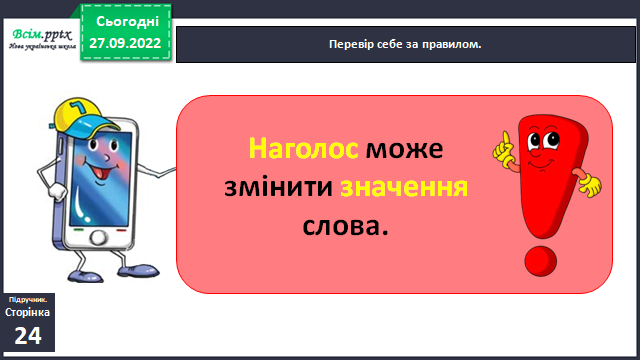 Всім.pptx
Нова українська школа
Сьогодні
27.09.2022
Перевір себе за правилом.
Наголос може
змінити значення
слова.
Підручник.
Сторінка
24